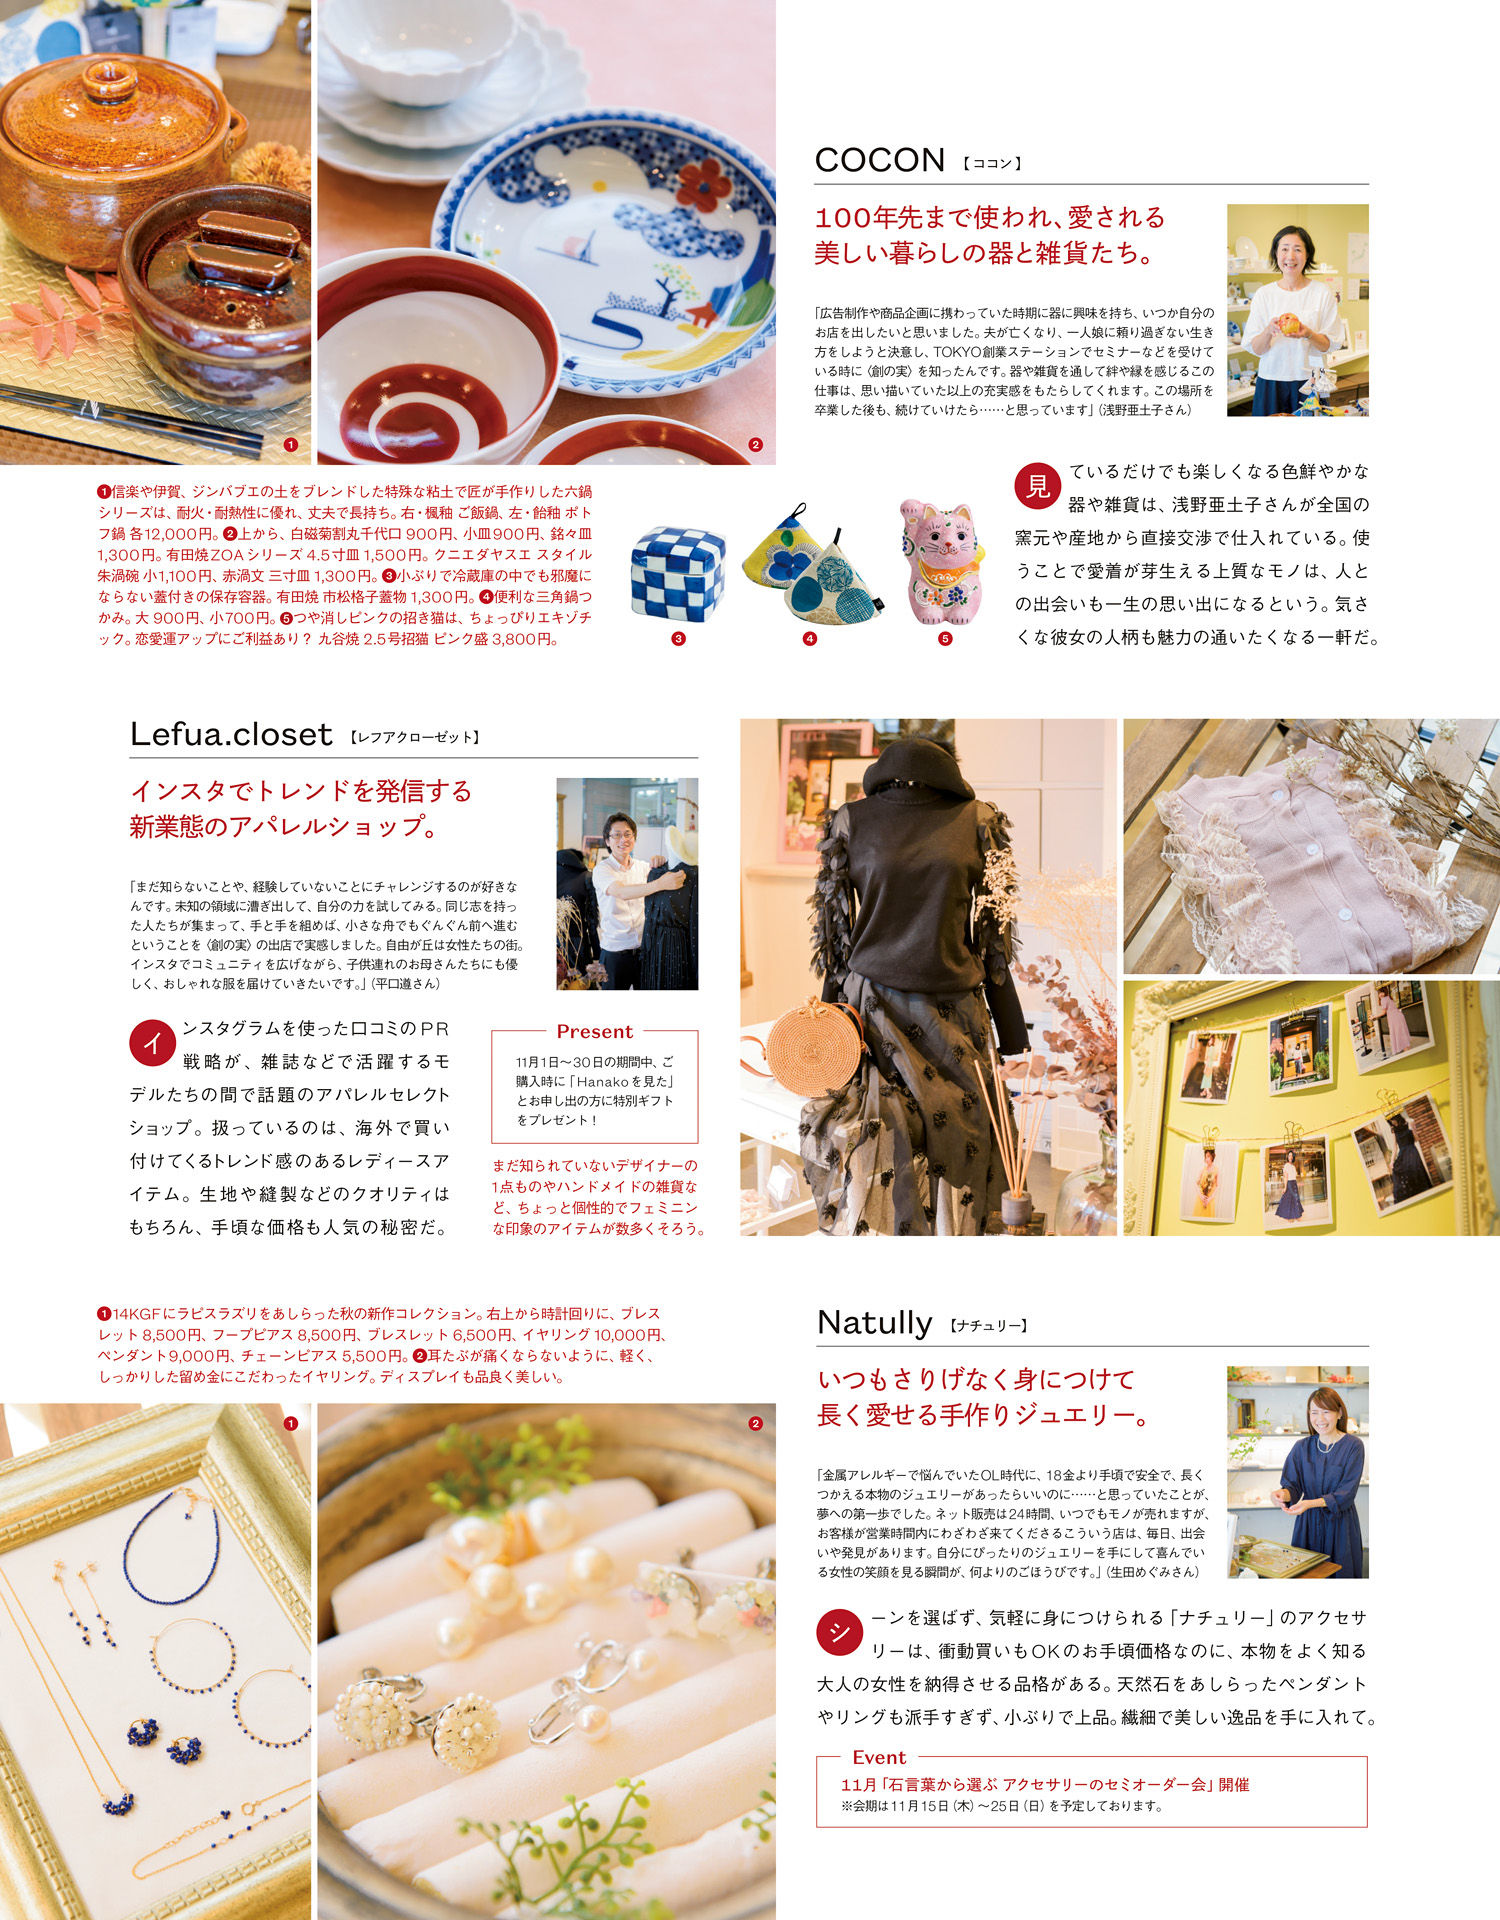 COCON 【ココン】
100年先まで使われ、愛される
美しい暮らしの器と雑貨たち。
「広告制作や商品企画に携わっていた時期に器に興味を持ち、いつか自分の
お店を出したいと思いました。夫が亡くなり、一人娘に頼り過ぎない生き
方をしようと決意し、TOKYO創業ステーションでセミナーなどを受けて
いる時に〈創の実〉を知ったんです。器や雑貨を通して絆や縁を感じるこの
仕事は、思い描いていた以上の充実感をもたらしてくれます。この場所を
卒業した後も、続けていけたら……と思っています」（浅野亜土子さん）
見ているだけでも楽しくなる色鮮やかな
器や雑貨は、浅野亜土子さんが全国の
窯元や産地から直接交渉で仕入れている。使
うことで愛着が芽生える上質なモノは、人と
の出会いも一生の思い出になるという。気さ
くな彼女の人柄も魅力の通いたくなる一軒だ。
1
2
❶信楽や伊賀、ジンバブエの土をブレンドした特殊な粘土で匠が手作りした六鍋
シリーズは、耐火・耐熱性に優れ、丈夫で長持ち。右・楓釉 ご飯鍋、左・飴釉 ポト
フ鍋 各12,000円。❷上から、白磁菊割丸千代口 900円、小皿900円、銘々皿
1,300円。有田焼ZOAシリーズ 4.5寸皿 1,500円。クニエダヤスエ スタイル
朱渦碗 小1,100円、赤渦文 三寸皿 1,300円。❸小ぶりで冷蔵庫の中でも邪魔に
ならない蓋付きの保存容器。有田焼 市松格子蓋物 1,300円。❹便利な三角鍋つ
かみ。大 900円、小700円。❺つや消しピンクの招き猫は、ちょっぴりエキゾチ
ック。恋愛運アップにご利益あり？ 九谷焼 2.5号招猫 ピンク盛 3,800円。
3
4
5
Lefua.closet 【レフアクローゼット】
インスタでトレンドを発信する
新業態のアパレルショップ。
「まだ知らないことや、経験していないことにチャレンジするのが好きな
んです。未知の領域に漕ぎ出して、自分の力を試してみる。同じ志を持っ
た人たちが集まって、手と手を組めば、小さな舟でもぐんぐん前へ進む
ということを〈創の実〉の出店で実感しました。自由が丘は女性たちの街。
インスタでコミュニティを広げながら、子供連れのお母さんたちにも優
しく、おしゃれな服を届けていきたいです。」（平口遵さん）
インスタグラムを使った口コミのPR
戦略が、雑誌などで活躍するモ
デルたちの間で話題のアパレルセレクト
ショップ。扱っているのは、海外で買い
付けてくるトレンド感のあるレディースア
イテム。生地や縫製などのクオリティは
もちろん、手頃な価格も人気の秘密だ。
Present
11月1日〜30日の期間中、ご
購入時に「Hanakoを見た」
とお申し出の方に特別ギフト
をプレゼント！
まだ知られていないデザイナーの
1点ものやハンドメイドの雑貨な
ど、ちょっと個性的でフェミニン
な印象のアイテムが数多くそろう。
❶14KGFにラピスラズリをあしらった秋の新作コレクション。右上から時計回りに、ブレス
レット 8,500円、フープピアス 8,500円、ブレスレット 6,500円、イヤリング 10,000円、
ペンダント9,000円、チェーンピアス 5,500円。❷耳たぶが痛くならないように、軽く、
しっかりした留め金にこだわったイヤリング。ディスプレイも品良く美しい。
1
2
Natully 【ナチュリー】
いつもさりげなく身につけて
長く愛せる手作りジュエリー。
「金属アレルギーで悩んでいたOL時代に、18金より手頃で安全で、長く
つかえる本物のジュエリーがあったらいいのに……と思っていたことが、
夢への第一歩でした。ネット販売は24時間、いつでもモノが売れますが、
お客様が営業時間内にわざわざ来てくださるこういう店は、毎日、出会
いや発見があります。自分にぴったりのジュエリーを手にして喜んでい
る女性の笑顔を見る瞬間が、何よりのごほうびです。」（生田めぐみさん）
シーンを選ばず、気軽に身につけられる「ナチュリー」のアクセサ
リーは、衝動買いもOKのお手頃価格なのに、本物をよく知る
大人の女性を納得させる品格がある。天然石をあしらったペンダント
やリングも派手すぎず、小ぶりで上品。繊細で美しい逸品を手に入れて。
Event
11月「石言葉から選ぶ アクセサリーのセミオーダー会」開催
※会期は11月15日（木）〜25日（日）を予定しております。